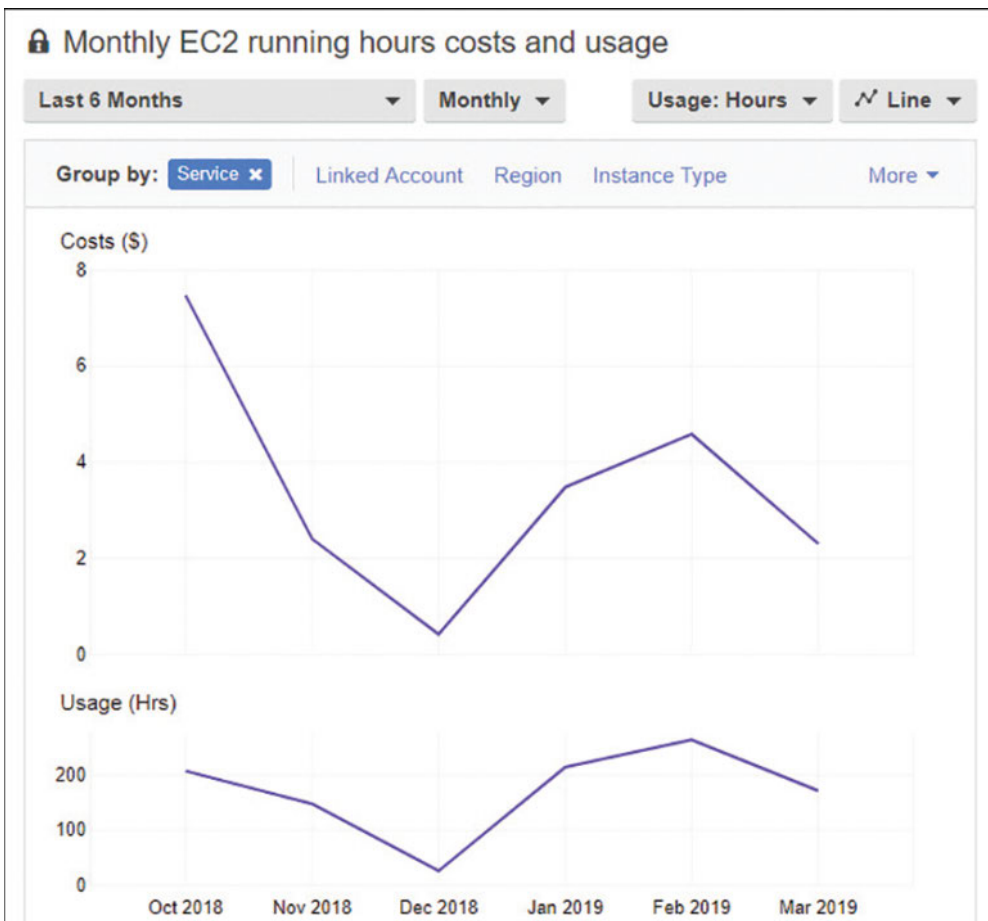 Monthly EC2 running hours costs and usage
Last 6 Months Monthly Usage: Hours Line
Group by: Service × Linked Account Region Instance Type More
Costs ($)
8
6
4
2
0
Usage (Hrs)
200
100
0
Oct 2018 Nov 2018 Dec 2018 Jan 2019 Feb 2019 Mar 2019